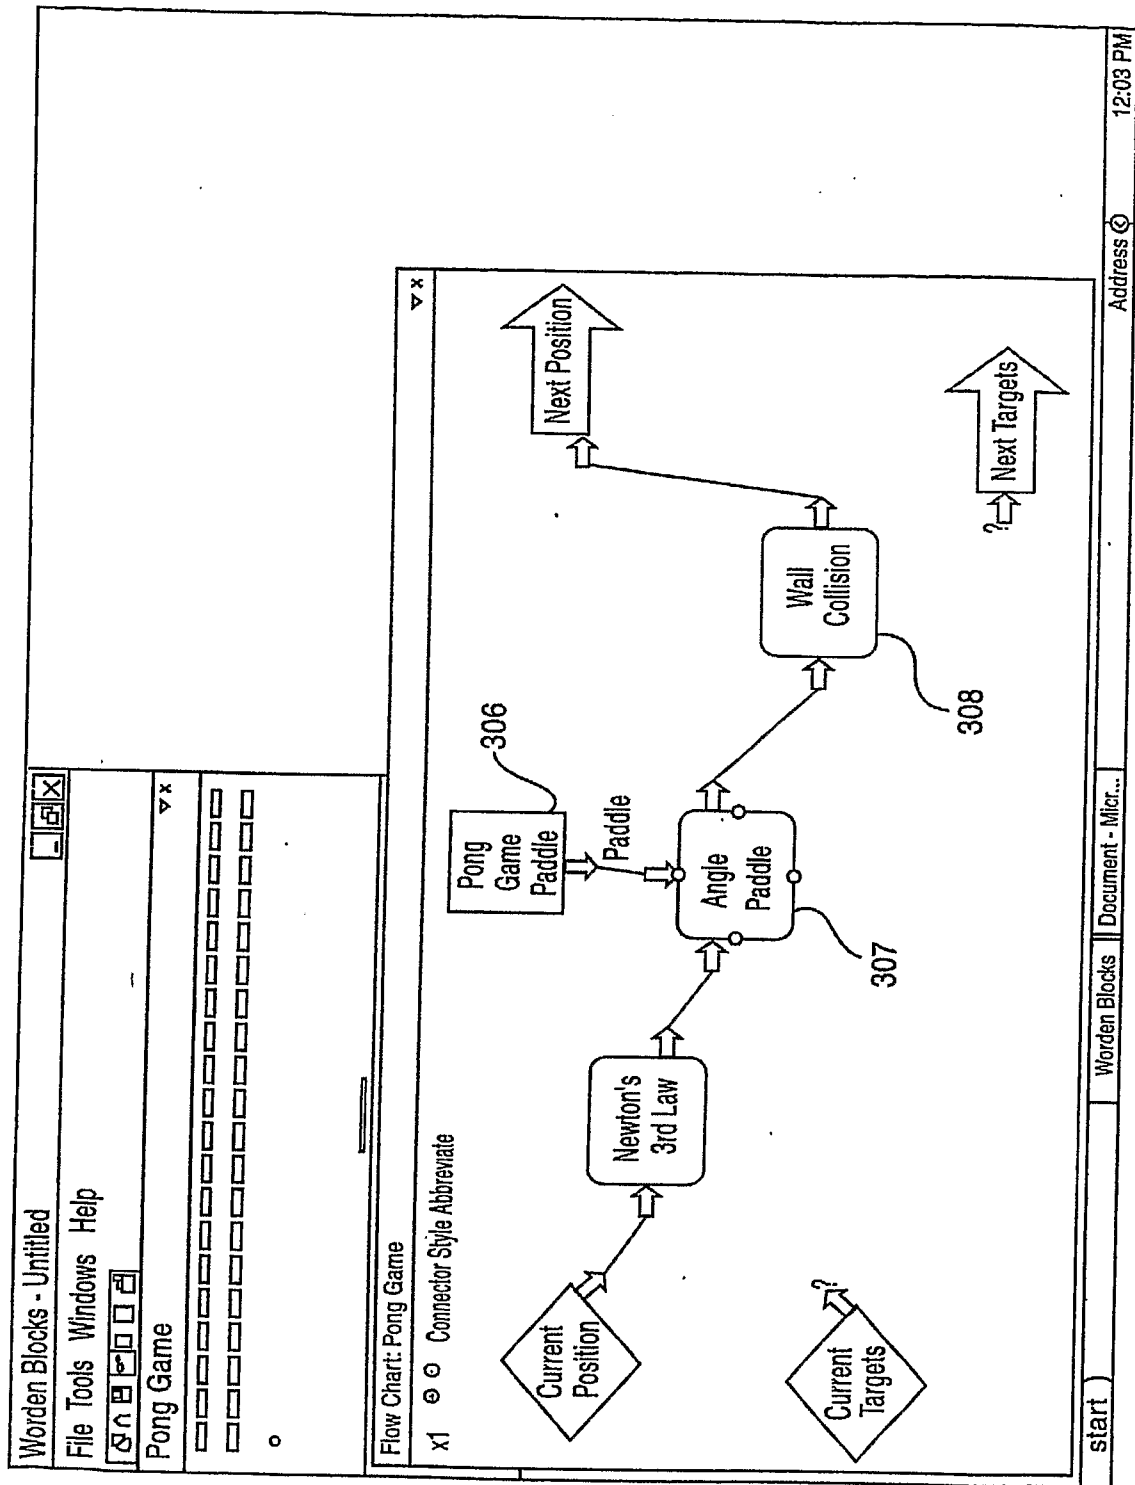 Worden Blocks - Untitled
File Tools Windows Help
Pong Game
Flow Chart: Pong Game
x1 Connector Style Abbreviate
Current
Position
Newton's
3rd Law
Pong
Game
Paddle
306
Paddle
Angle
Paddle
307
Wall
Collision
308
Next Position
Current
Targets
?
?
Next Targets
start
Worden Blocks
Document - Micr...
Address
12:03 PM